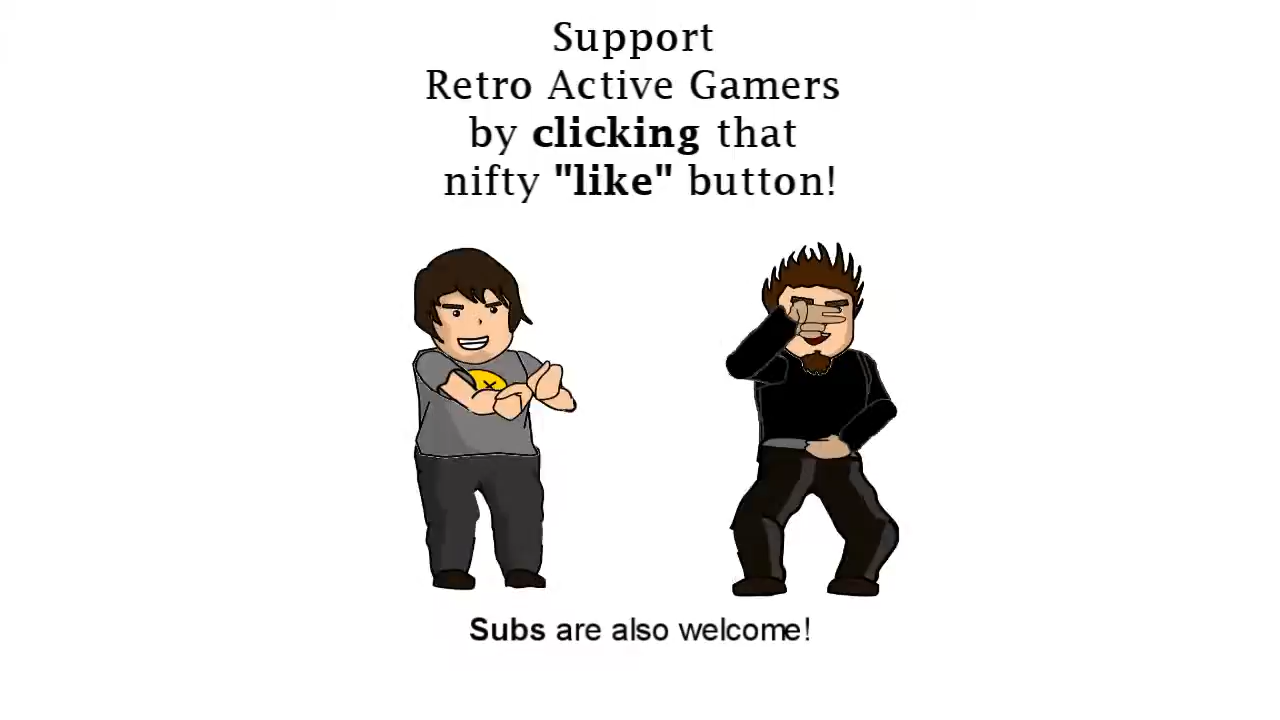 Support
Retro Active Gamers
by clicking that
nifty "like" button!
Subs are also welcome!